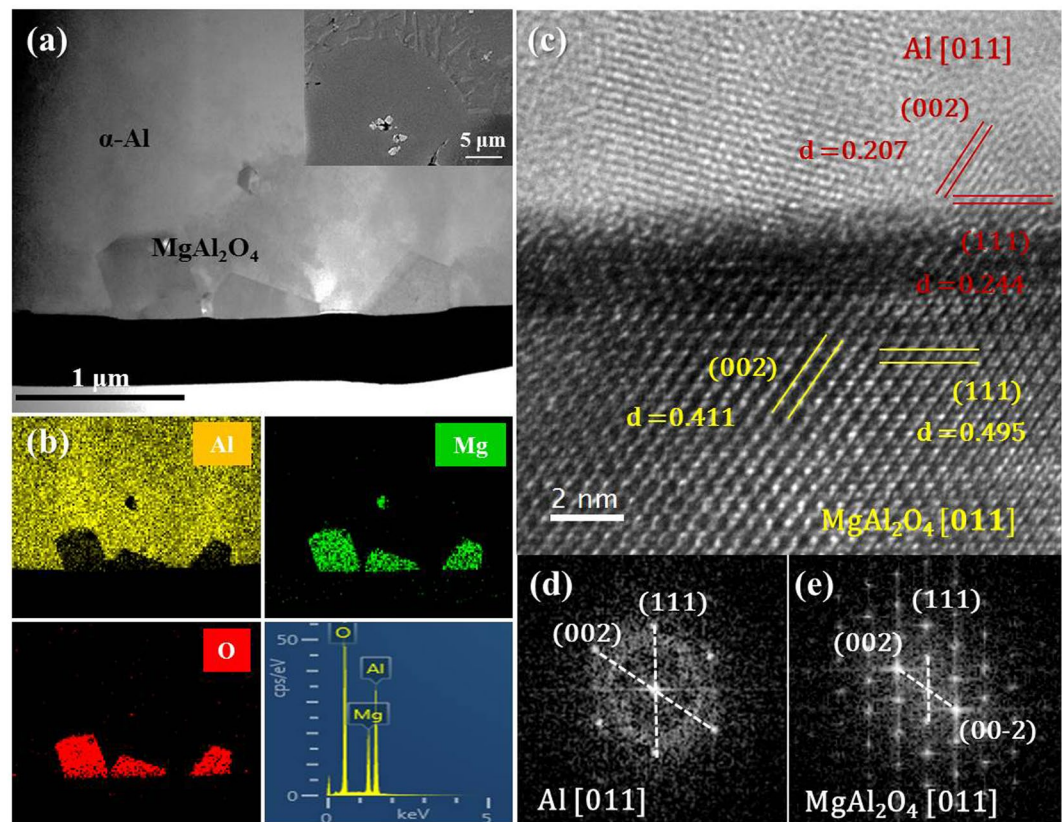 (a)
α-Al
MgAl₂O₄
5 μm
1 μm
(b)
Al
Mg
O
50
cps/eV
0
O
Al
Mg
0
keV
5
(c)
Al [011]
(002)
d=0.207
(111)
d=0.244
(002)
d=0.411
(111)
d=0.495
2 nm
MgAl₂O₄ [011]
(d)
(111)
(002)
Al [011]
(e)
(111)
(002)
(00-2)
MgAl₂O₄ [011]